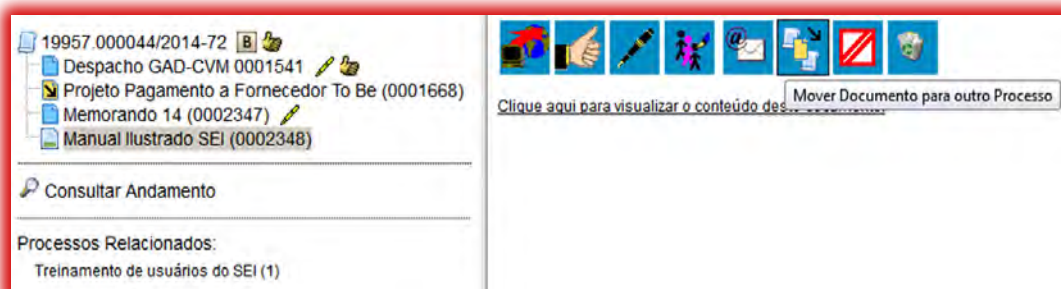 19957.000044/2014-72 B
Despacho GAD-CVM 0001541
Projeto Pagamento a Fornecedor To Be (0001668)
Memorando 14 (0002347)
Manual Ilustrado SEI (0002348)
Consultar Andamento
Processos Relacionados:
Treinamento de usuários do SEI (1)
Mover Documento para outro Processo
Clique aqui para visualizar o conteúdo